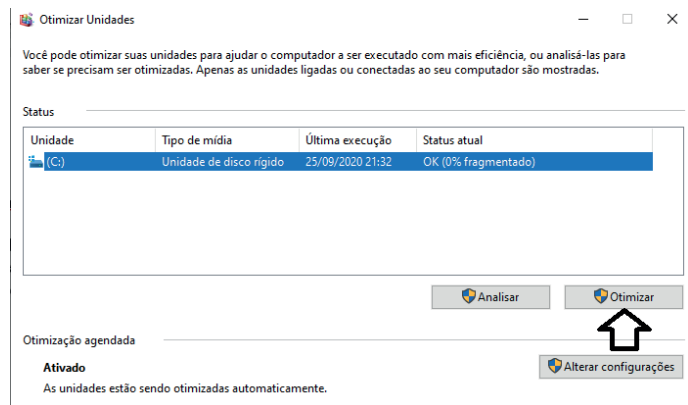 Otimizar Unidades
Você pode otimizar suas unidades para ajudar o computador a ser executado com mais eficiência, ou analisá-las para
saber se precisam ser otimizadas. Apenas as unidades ligadas ou conectadas ao seu computador são mostradas.
Status
Unidade Tipo de mídia Última execução Status atual
(C:) Unidade de disco rígido 25/09/2020 21:32 OK (0% fragmentado)
Analisar Otimizar
Otimização agendada
Ativado Alterar configurações
As unidades estão sendo otimizadas automaticamente.